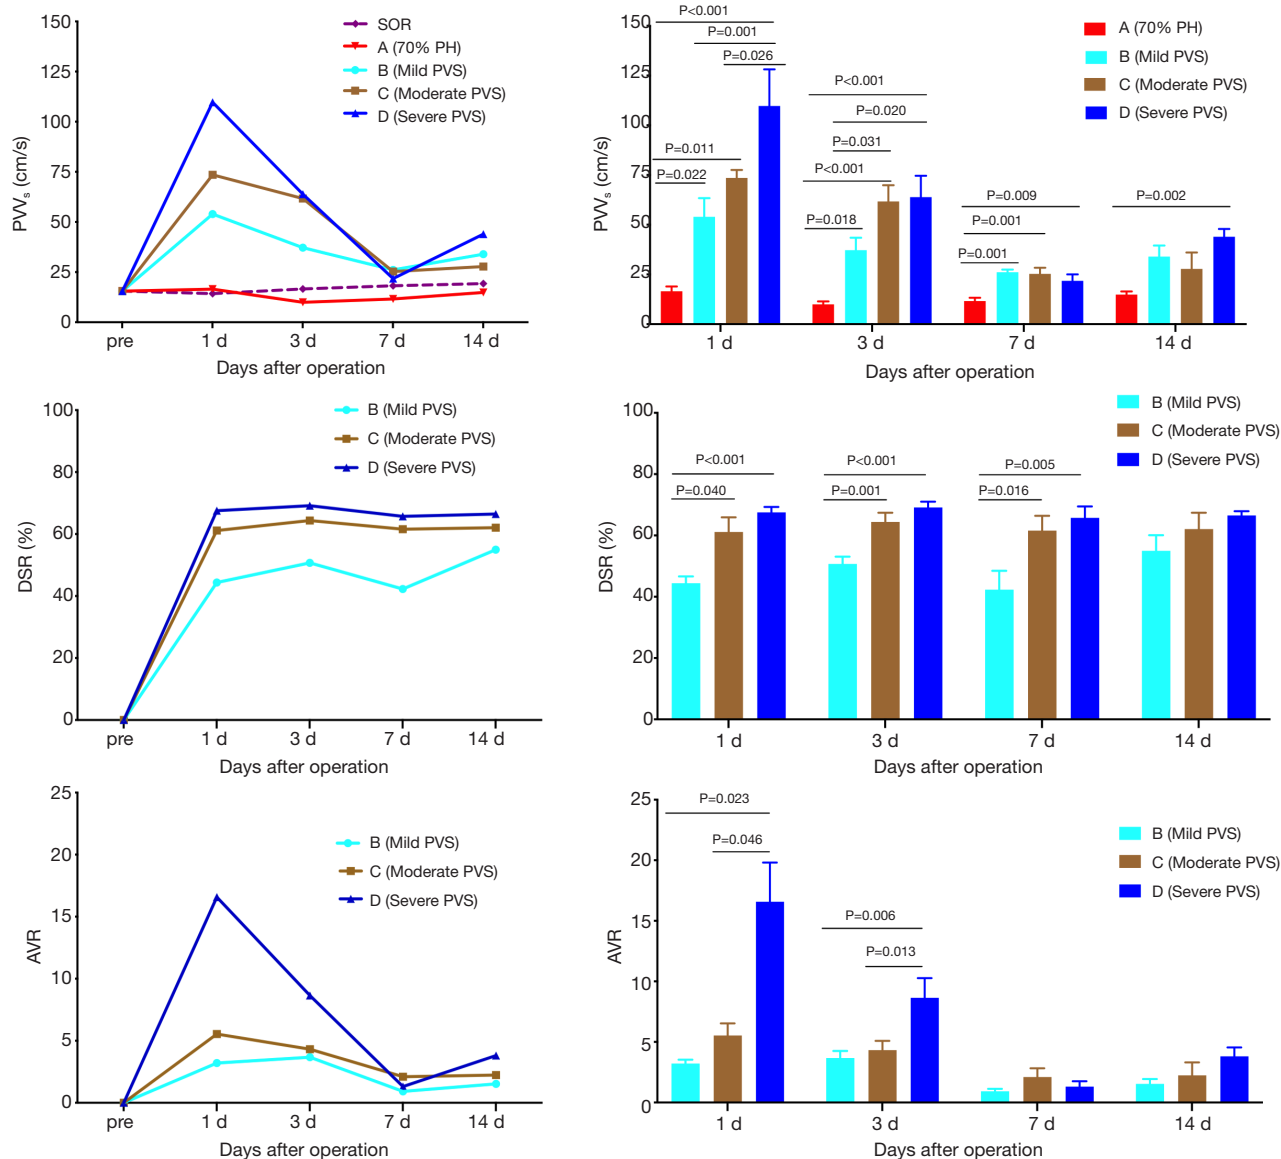 150
125
100
75
50
25
0
PVVs (cm/s)
SOR
A (70% PH)
B (Mild PVS)
C (Moderate PVS)
D (Severe PVS)
pre 1 d 3 d 7 d 14 d
Days after operation
150
125
100
75
50
25
0
PVVs (cm/s)
P<0.001
P=0.001
P=0.026
P=0.011
P=0.022
P<0.001
P=0.020
P=0.031
P<0.001
P=0.018
P=0.009
P=0.001
P=0.001
P=0.002
A (70% PH)
B (Mild PVS)
C (Moderate PVS)
D (Severe PVS)
1 d 3 d 7 d 14 d
Days after operation
100
80
60
40
20
0
DSR (%)
B (Mild PVS)
C (Moderate PVS)
D (Severe PVS)
pre 1 d 3 d 7 d 14 d
Days after operation
100
80
60
40
20
0
DSR (%)
P<0.001
P=0.040
P<0.001
P=0.001
P=0.005
P=0.016
B (Mild PVS)
C (Moderate PVS)
D (Severe PVS)
1 d 3 d 7 d 14 d
Days after operation
25
20
15
10
5
0
AVR
B (Mild PVS)
C (Moderate PVS)
D (Severe PVS)
pre 1 d 3 d 7 d 14 d
Days after operation
25
20
15
10
5
0
AVR
P=0.023
P=0.046
P=0.006
P=0.013
B (Mild PVS)
C (Moderate PVS)
D (Severe PVS)
1 d 3 d 7 d 14 d
Days after operation